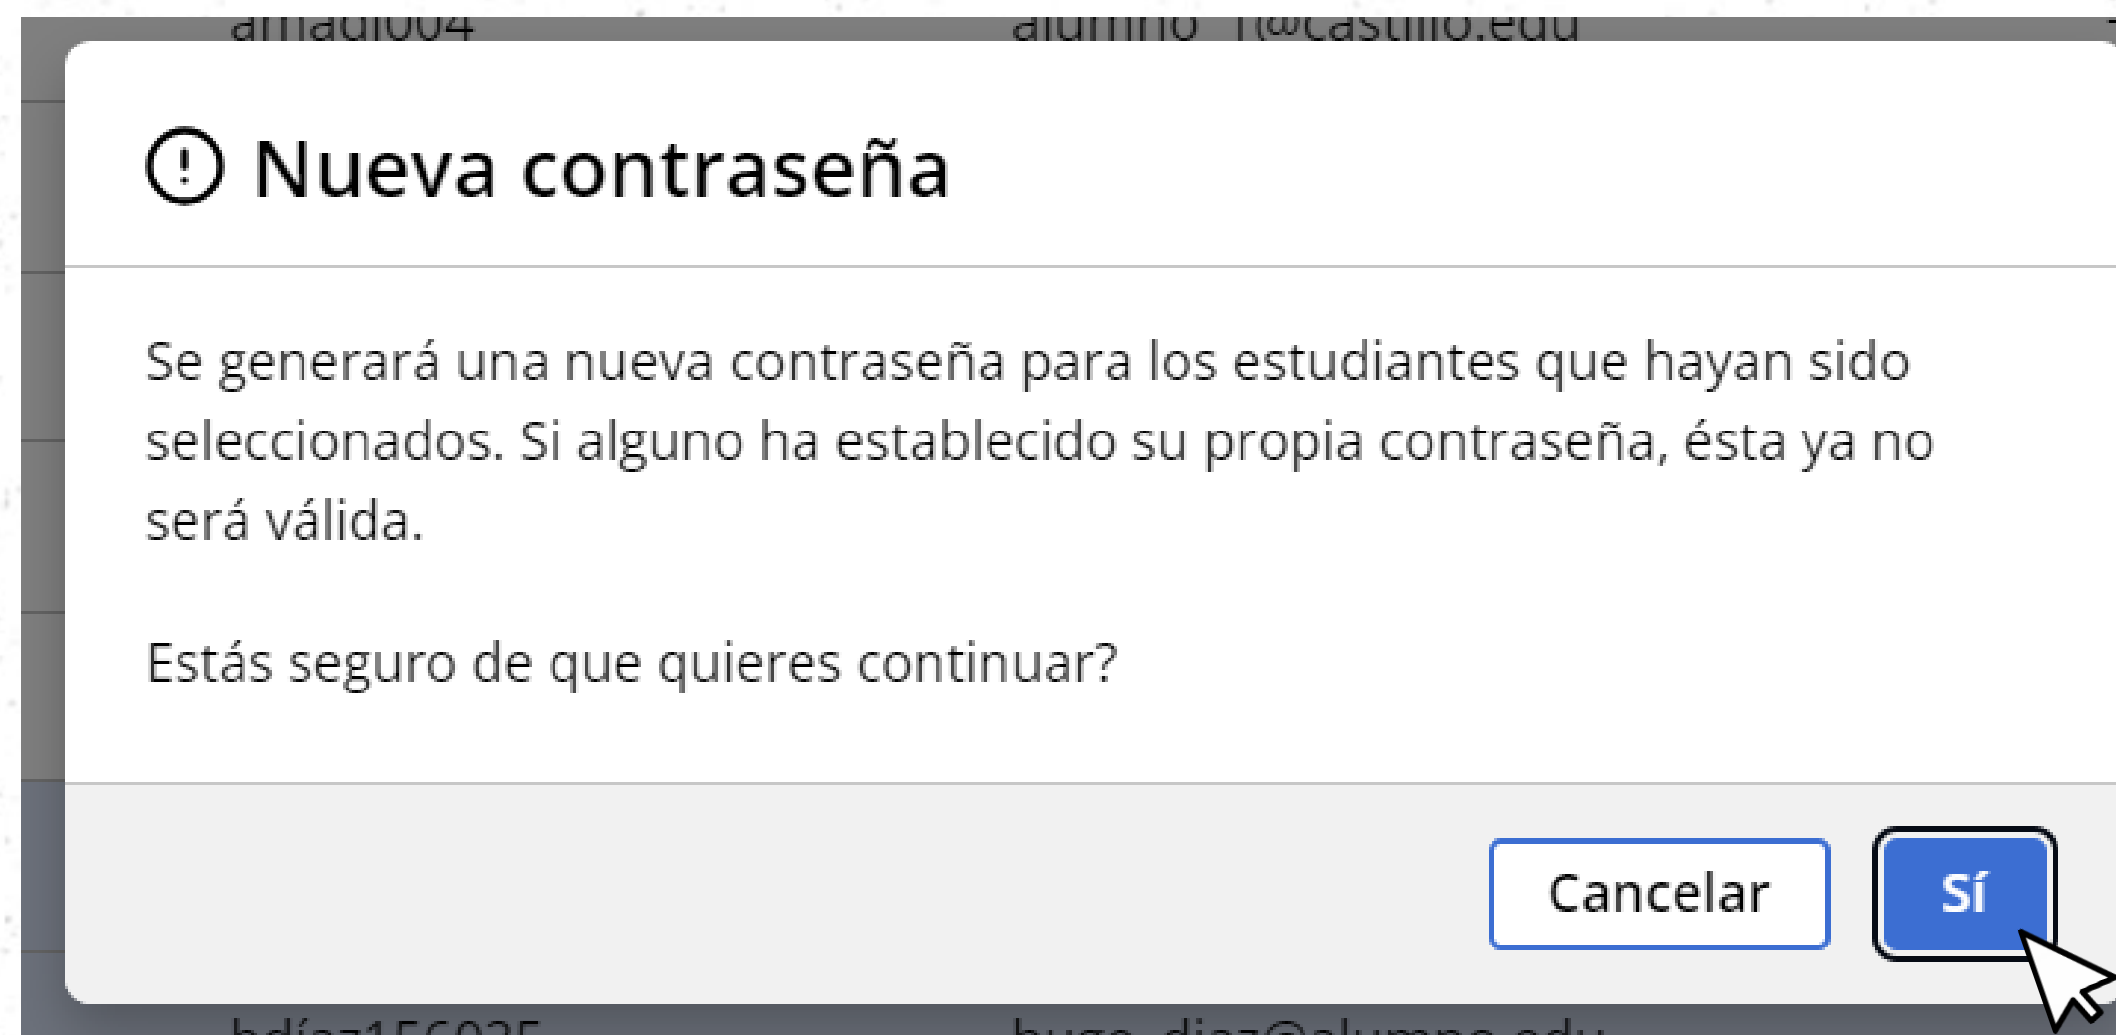 Nueva contraseña
Se generará una nueva contraseña para los estudiantes que hayan sido
seleccionados. Si alguno ha establecido su propia contraseña, ésta ya no
será válida.
Estás seguro de que quieres continuar?
Cancelar
Sí